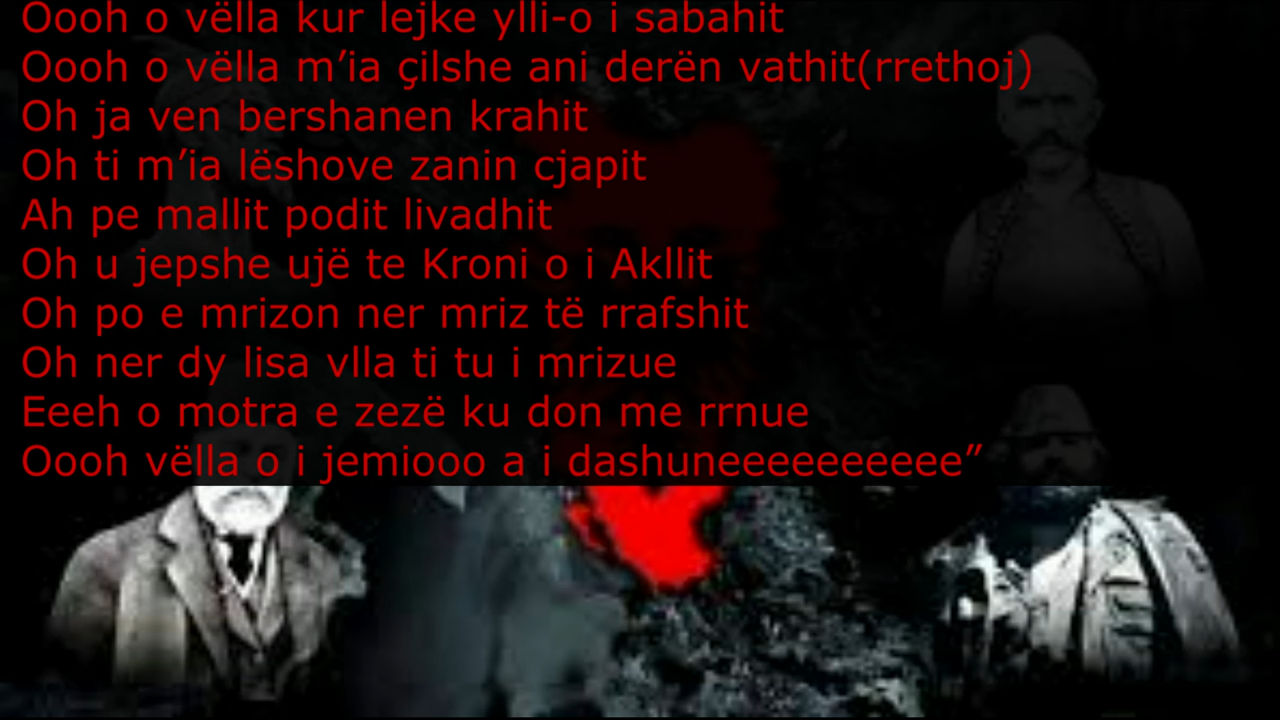 Oooh o vëlla kur lejke ylli-o i sabahit
Oooh o vëlla m’ia çilshe ani derën vathit(rrethoj)
Oh ja ven bershanen krahit
Oh ti m’ia lëshove zanin cjapit
Ah pe mallit podit livadhit
Oh u jepshe ujë te Kroni o i Akllit
Oh po e mrizon ner mriz të rrafshit
Oh ner dy lisa vlla ti tu i mrizue
Eeeh o motra e zezë ku don me rrnue
Oooh vëlla o i jemiooo a i dashuneeeeeeeeeee”